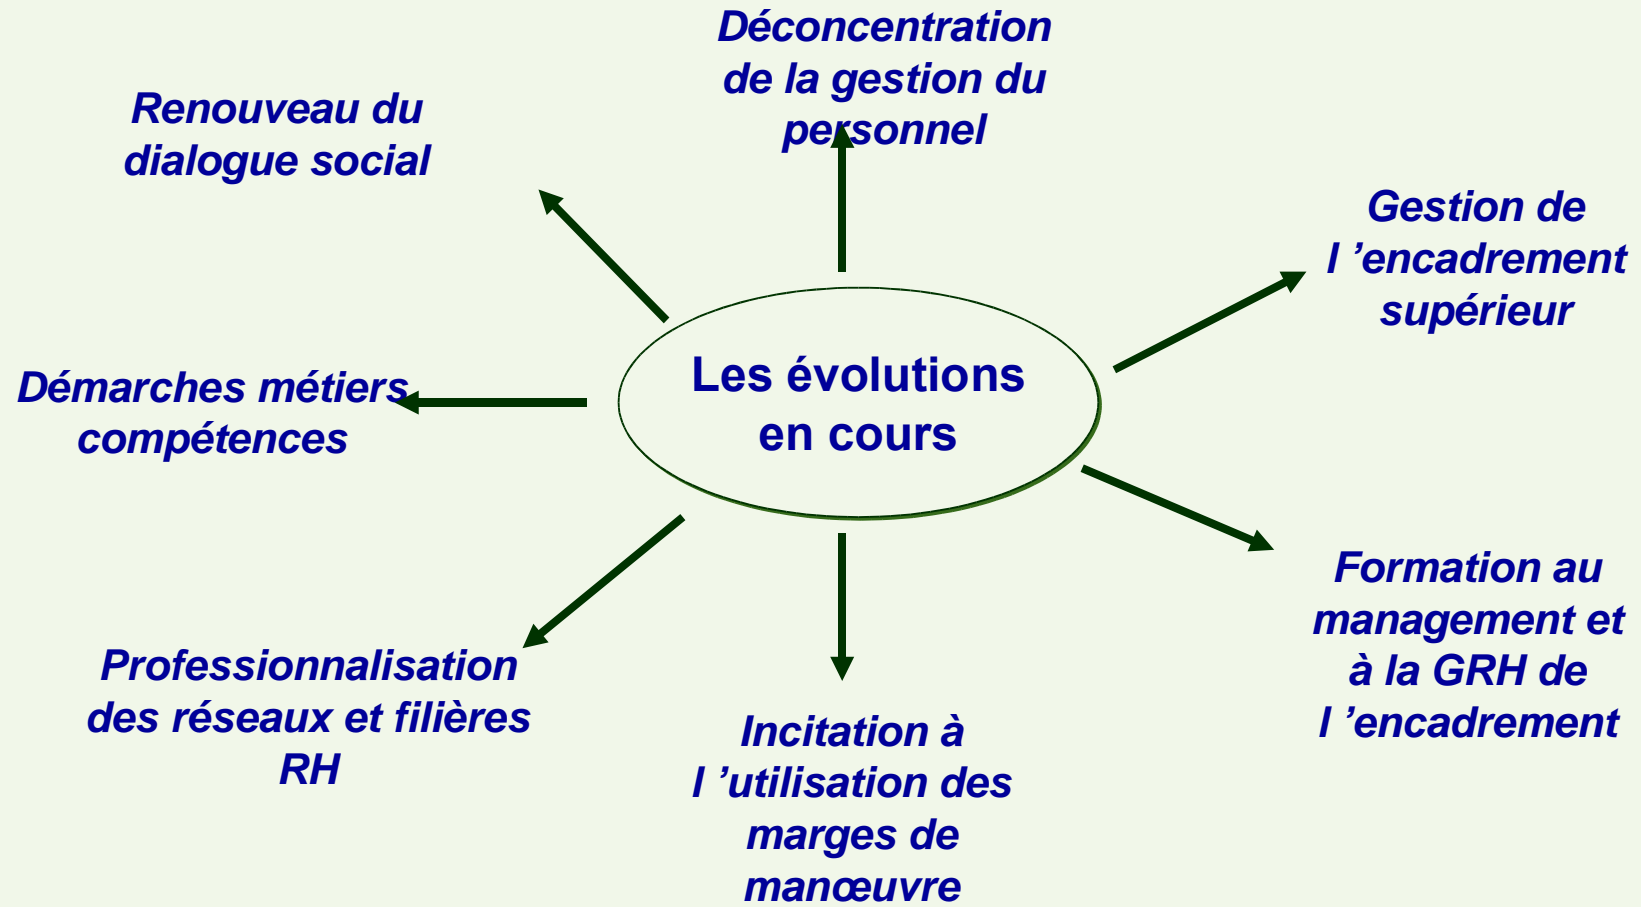 Déconcentration
de la gestion du
personnel
Renouveau du
dialogue social
Gestion de
l ’encadrement
supérieur
Les évolutions
en cours
Démarches métiers
compétences
Formation au
management et
à la GRH de
l ’encadrement
Professionnalisation
des réseaux et filières
RH
Incitation à
l ’utilisation des
marges de
manœuvre